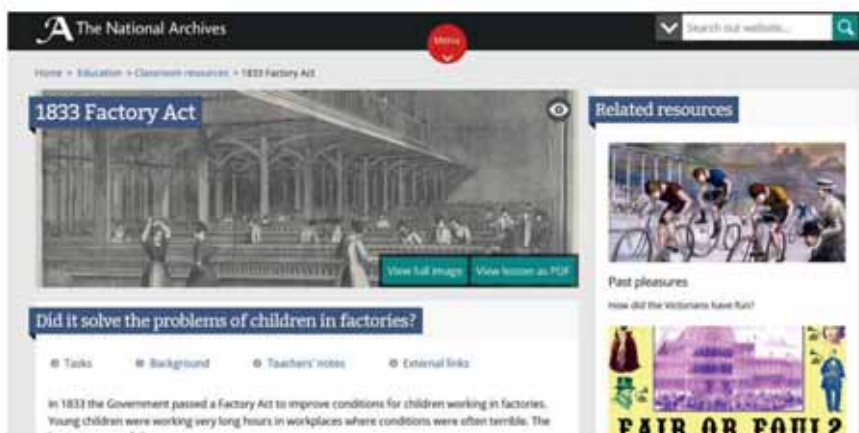 The National Archives
Menu
Search our website...
Home > Education > Classroom resources > 1833 Factory Act
1833 Factory Act
View full image
View lesson as PDF
Did it solve the problems of children in factories?
Tasks
Background
Teachers' notes
External links
In 1833 the Government passed a Factory Act to improve conditions for children working in factories.
Young children were working very long hours in workplaces where conditions were often terrible. The
Related resources
Past pleasures
How did the Victorians have fun?
FAIR OR FOUL?